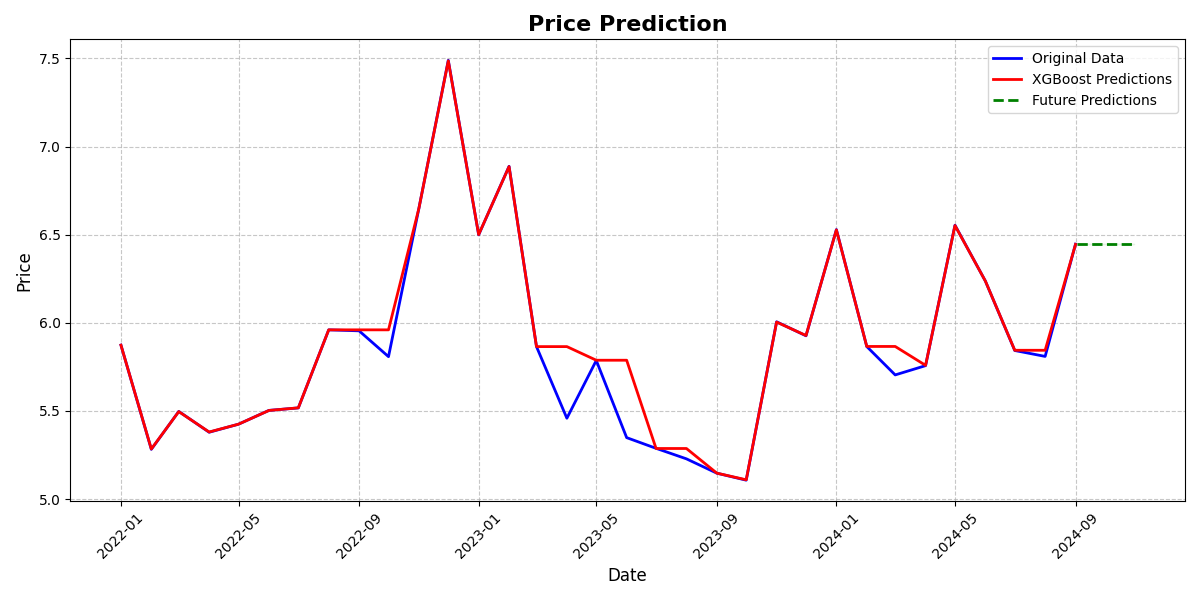 Price Prediction
Original Data
XGBoost Predictions
Future Predictions
7.5
7.0
6.5
6.0
5.5
5.0
Price
2022-01
2022-05
2022-09
2023-01
2023-05
2023-09
2024-01
2024-05
2024-09
Date